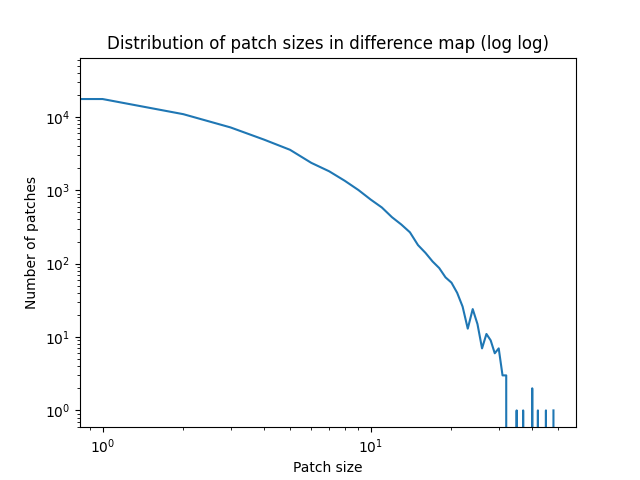 Distribution of patch sizes in difference map (log log)
Number of patches
10^4
10^3
10^2
10^1
10^0
10^0 10^1
Patch size